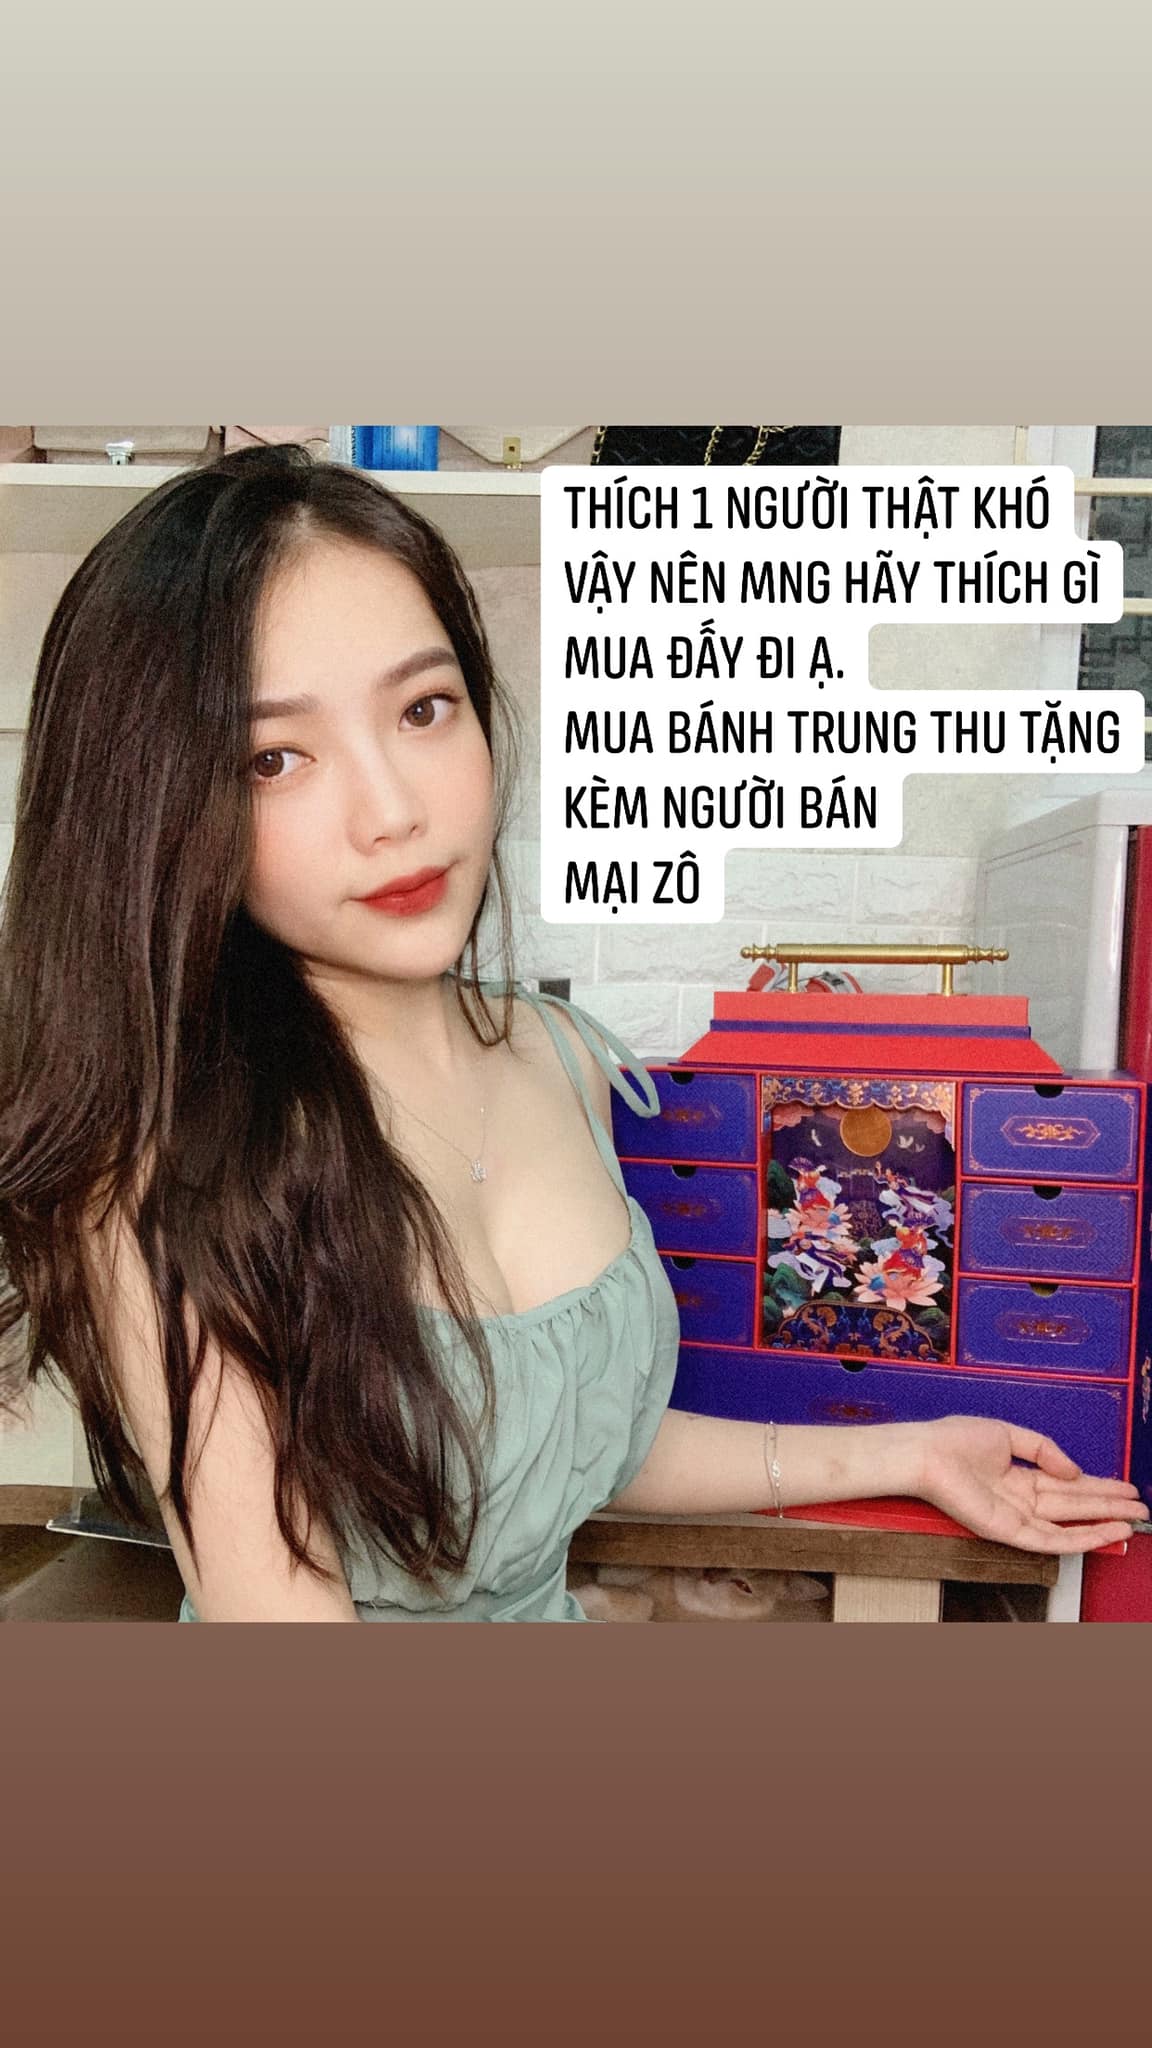 THÍCH 1 NGƯỜI THẬT KHÓ
VẬY NÊN MNG HÃY THÍCH GÌ
MUA ĐẤY ĐI Ạ.
MUA BÁNH TRUNG THU TẶNG
KÈM NGƯỜI BÁN
MẠI ZÔ